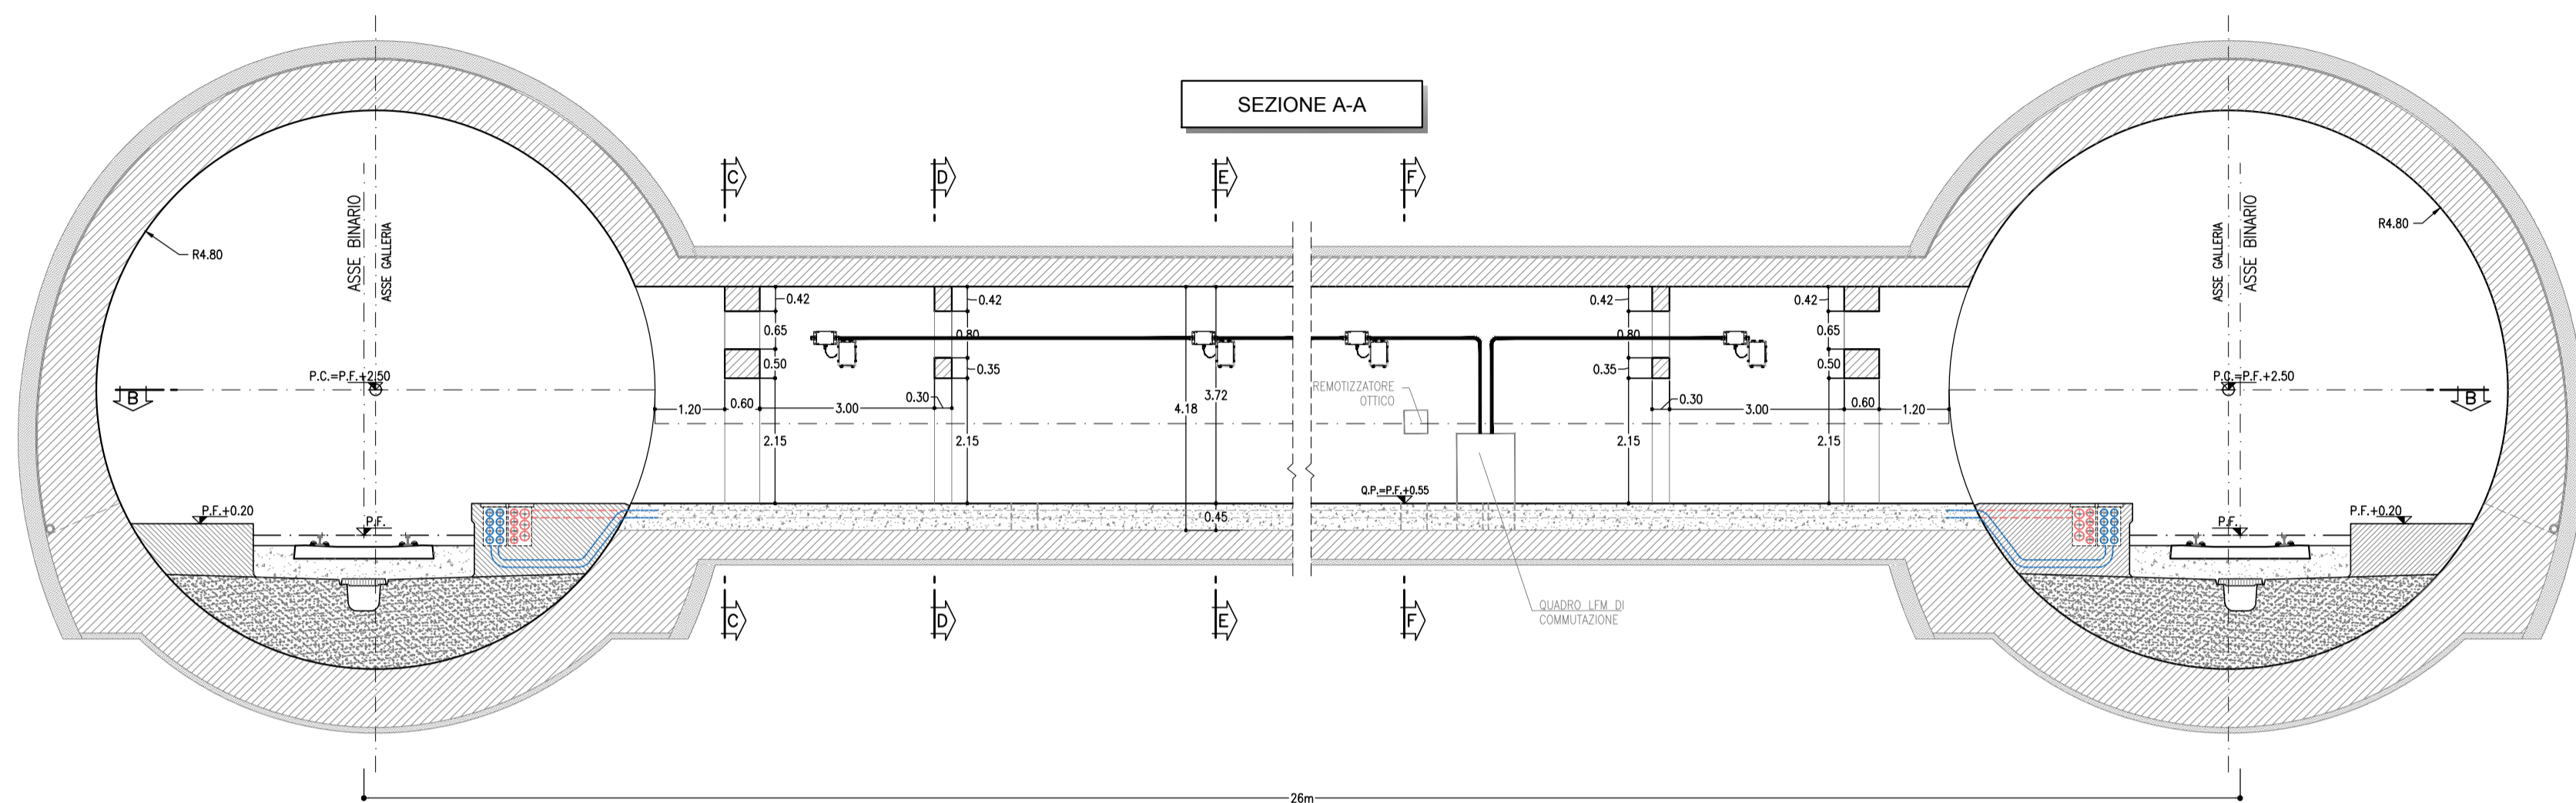 SEZIONE A-A
C
D
E
F
ASSE BINARIO
ASSE GALLERIA
ASSE GALLERIA
ASSE BINARIO
R4.80
R4.80
0.42
0.42
0.42
0.42
0.65
0.80
0.80
0.65
0.50
0.35
0.35
0.50
P.C.=P.F.+2.50
P.C.=P.F.+2.50
B
B
REMOTIZZATORE
OTTICO
1.20
0.60
3.00
0.30
4.18
3.72
0.30
3.00
0.60
1.20
2.15
2.15
2.15
2.15
Q.P.=P.F.+0.55
P.F.+0.20
P.F.
0.45
P.F.
P.F.+0.20
QUADRO LFM DI
COMMUTAZIONE
C
D
E
F
26m